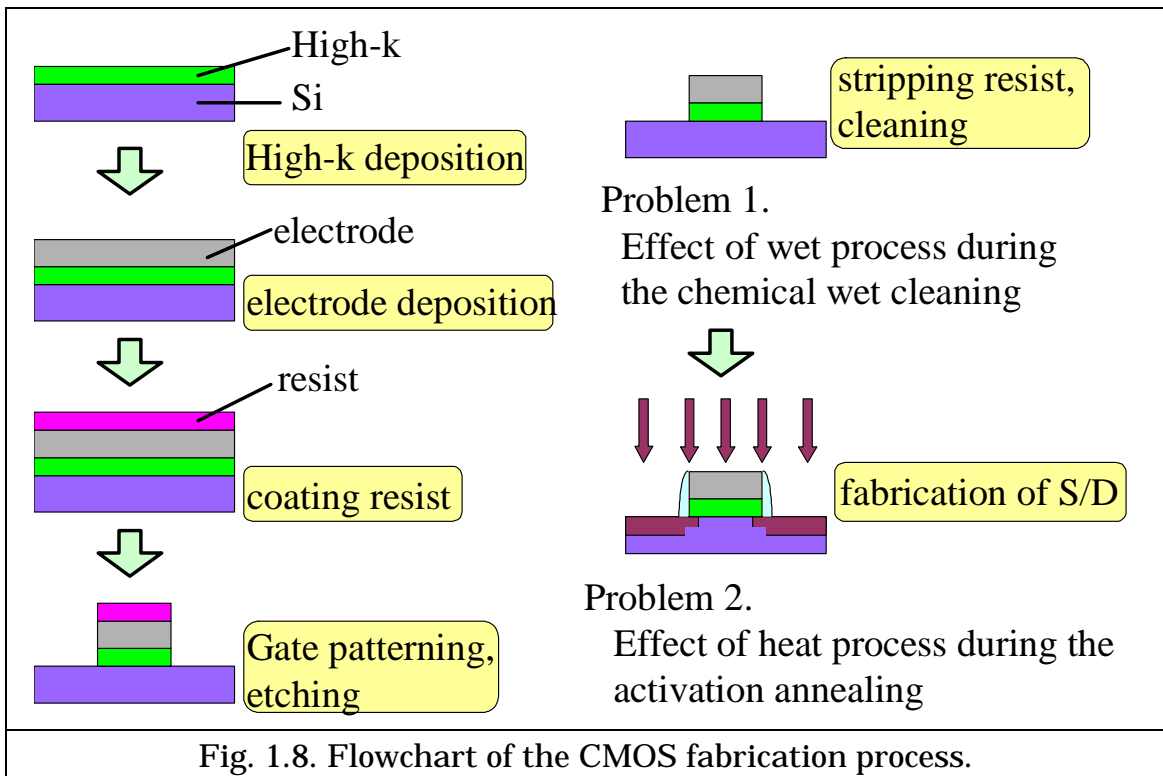 High-k
Si
High-k deposition
electrode
electrode deposition
resist
coating resist
Gate patterning,
etching
stripping resist,
cleaning
Problem 1.
Effect of wet process during
the chemical wet cleaning
fabrication of S/D
Problem 2.
Effect of heat process during the
activation annealing
Fig. 1.8. Flowchart of the CMOS fabrication process.